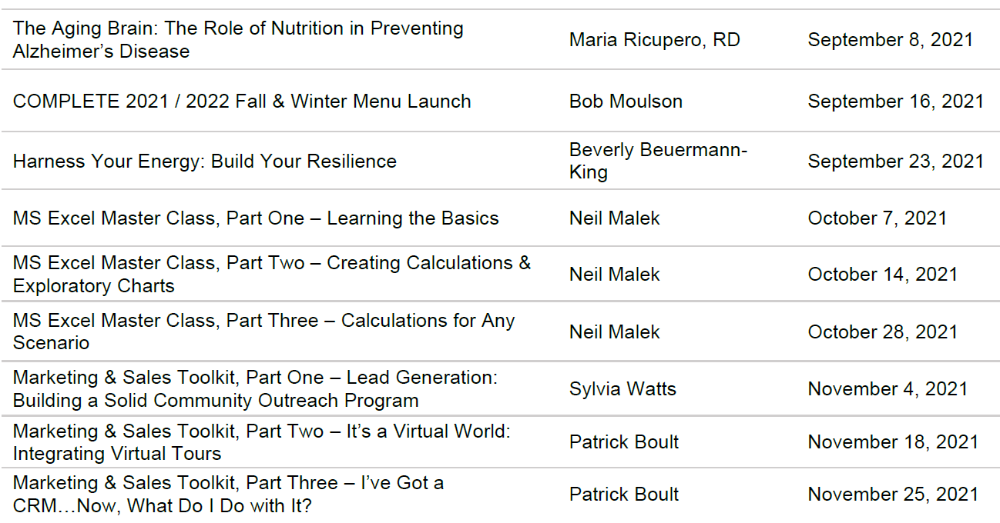 The Aging Brain: The Role of Nutrition in Preventing
Alzheimer’s Disease
Maria Ricupero, RD
September 8, 2021
COMPLETE 2021 / 2022 Fall & Winter Menu Launch
Bob Moulson
September 16, 2021
Harness Your Energy: Build Your Resilience
Beverly Beuermann-
King
September 23, 2021
MS Excel Master Class, Part One – Learning the Basics
Neil Malek
October 7, 2021
MS Excel Master Class, Part Two – Creating Calculations &
Exploratory Charts
Neil Malek
October 14, 2021
MS Excel Master Class, Part Three – Calculations for Any
Scenario
Neil Malek
October 28, 2021
Marketing & Sales Toolkit, Part One – Lead Generation:
Building a Solid Community Outreach Program
Sylvia Watts
November 4, 2021
Marketing & Sales Toolkit, Part Two – It’s a Virtual World:
Integrating Virtual Tours
Patrick Boult
November 18, 2021
Marketing & Sales Toolkit, Part Three – I’ve Got a
CRM…Now, What Do I Do with It?
Patrick Boult
November 25, 2021